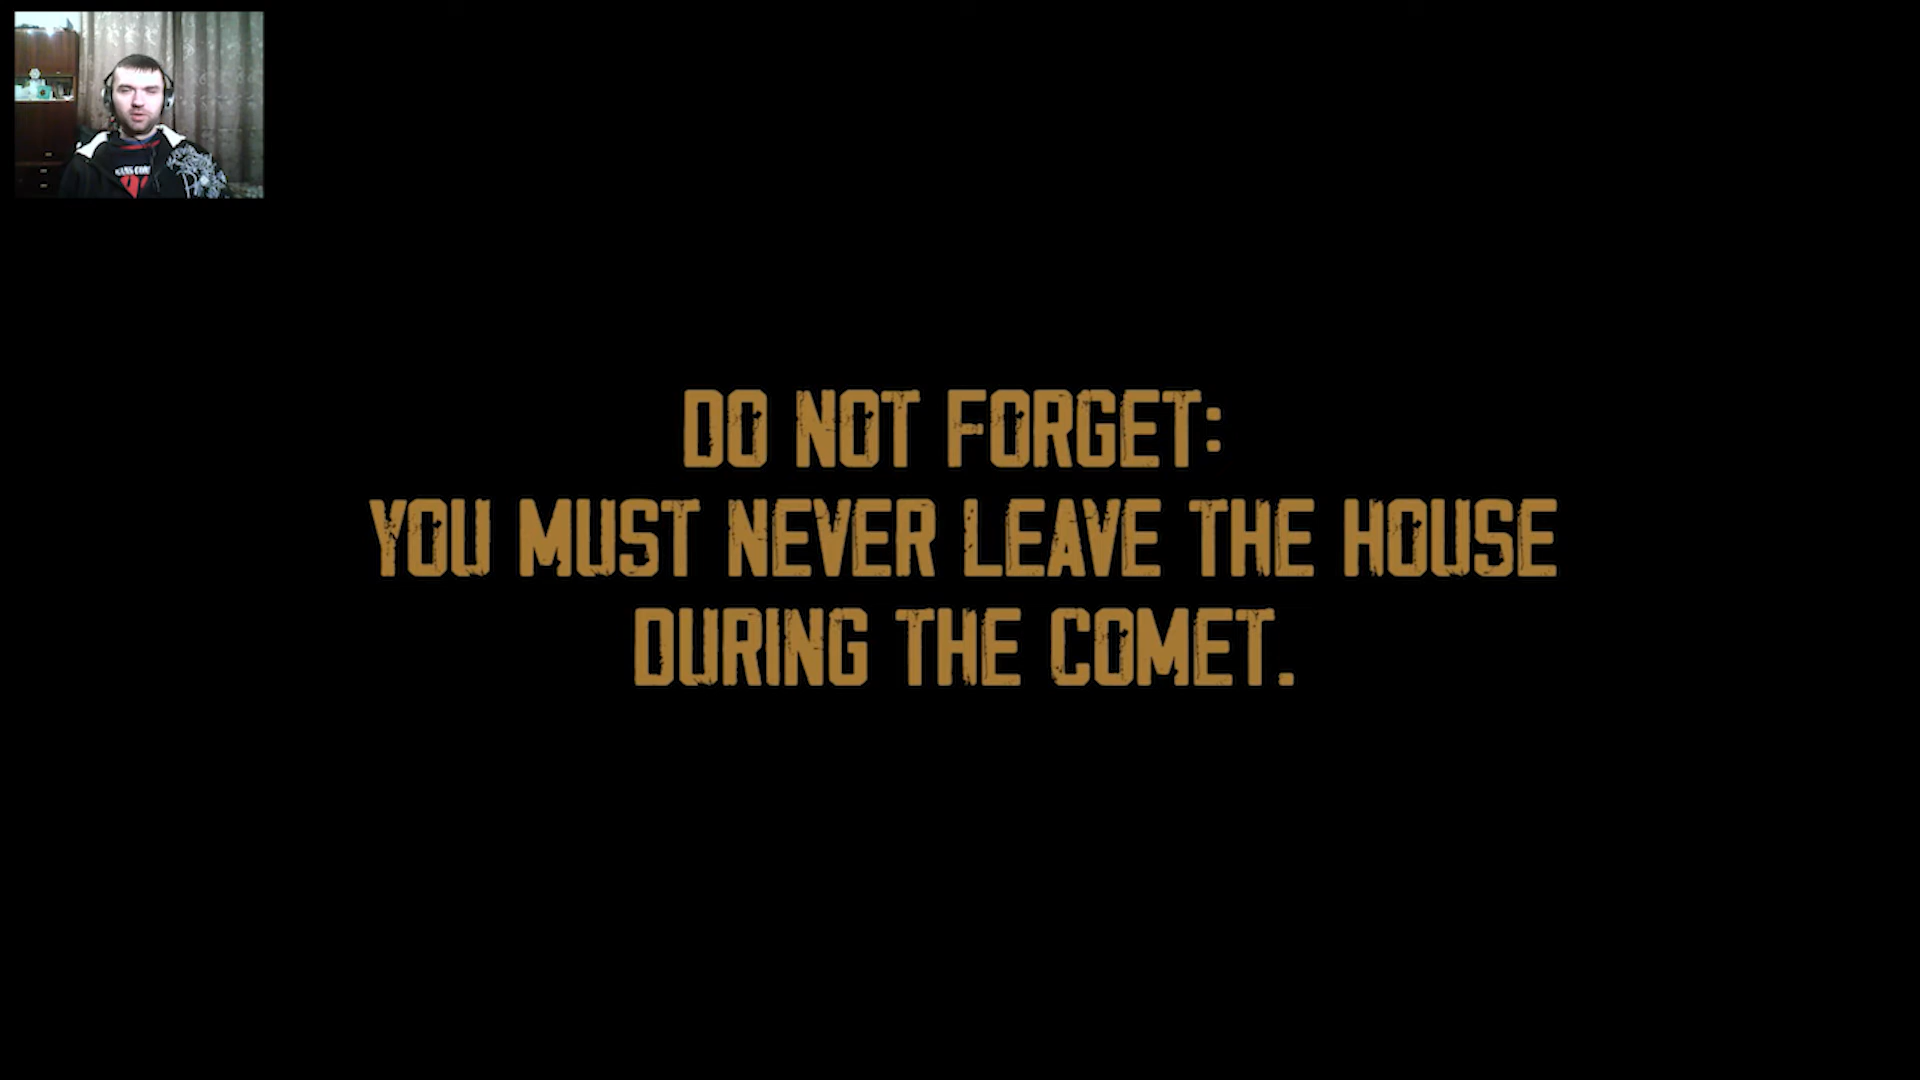 DO NOT FORGET:
YOU MUST NEVER LEAVE THE HOUSE
DURING THE COMET.